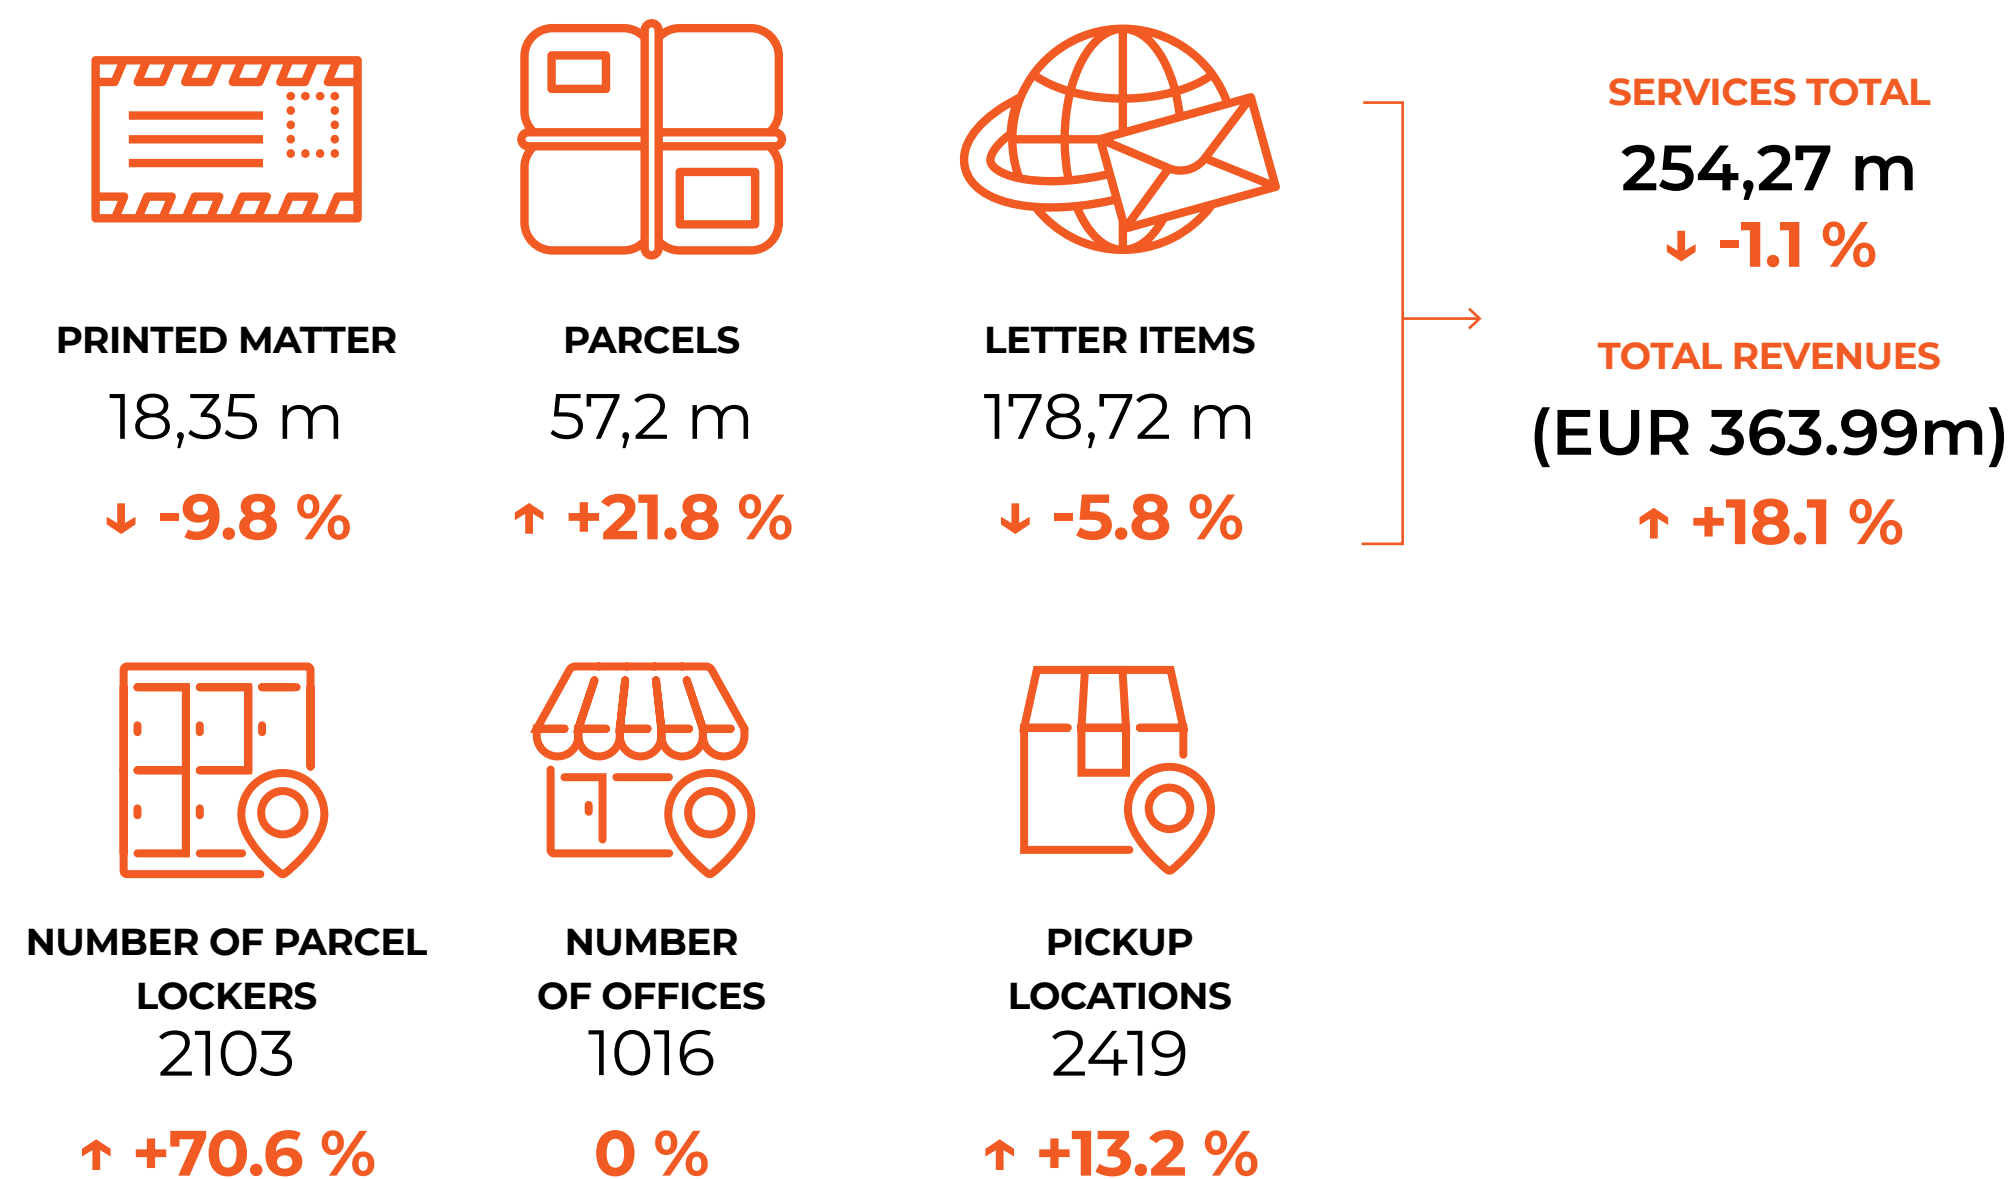 PRINTED MATTER
18,35 m
↓ -9.8 %
PARCELS
57,2 m
↑ +21.8 %
LETTER ITEMS
178,72 m
↓ -5.8 %
SERVICES TOTAL
254,27 m
↓ -1.1 %
TOTAL REVENUES
(EUR 363.99m)
↑ +18.1 %
NUMBER OF PARCEL
LOCKERS
2103
↑ +70.6 %
NUMBER
OF OFFICES
1016
0 %
PICKUP
LOCATIONS
2419
↑ +13.2 %